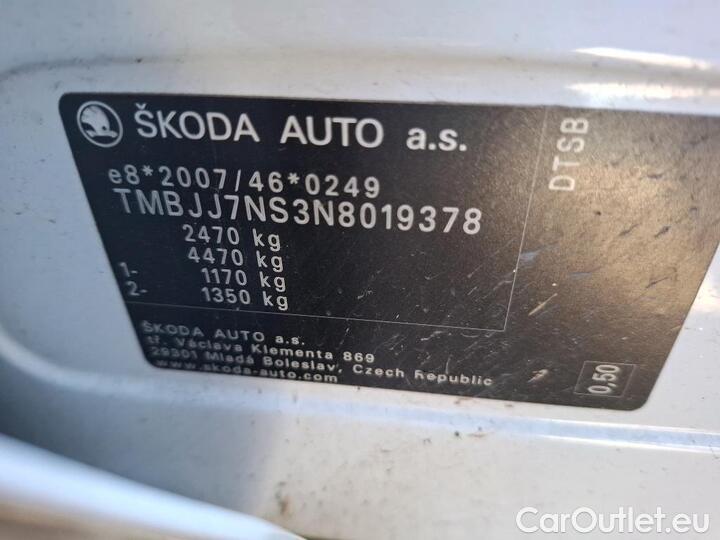 ŠKODA AUTO a.s.
e8*2007/46*0249
TMBJJ7NS3N8019378
2470 kg
4470 kg
1- 1170 kg
2- 1350 kg
ŠKODA AUTO a.s.
tř. Václava Klementa 869
29301 Mladá Boleslav, Czech Republic
www.skoda-auto.com
DTSB
0,50
CarOutlet.eu